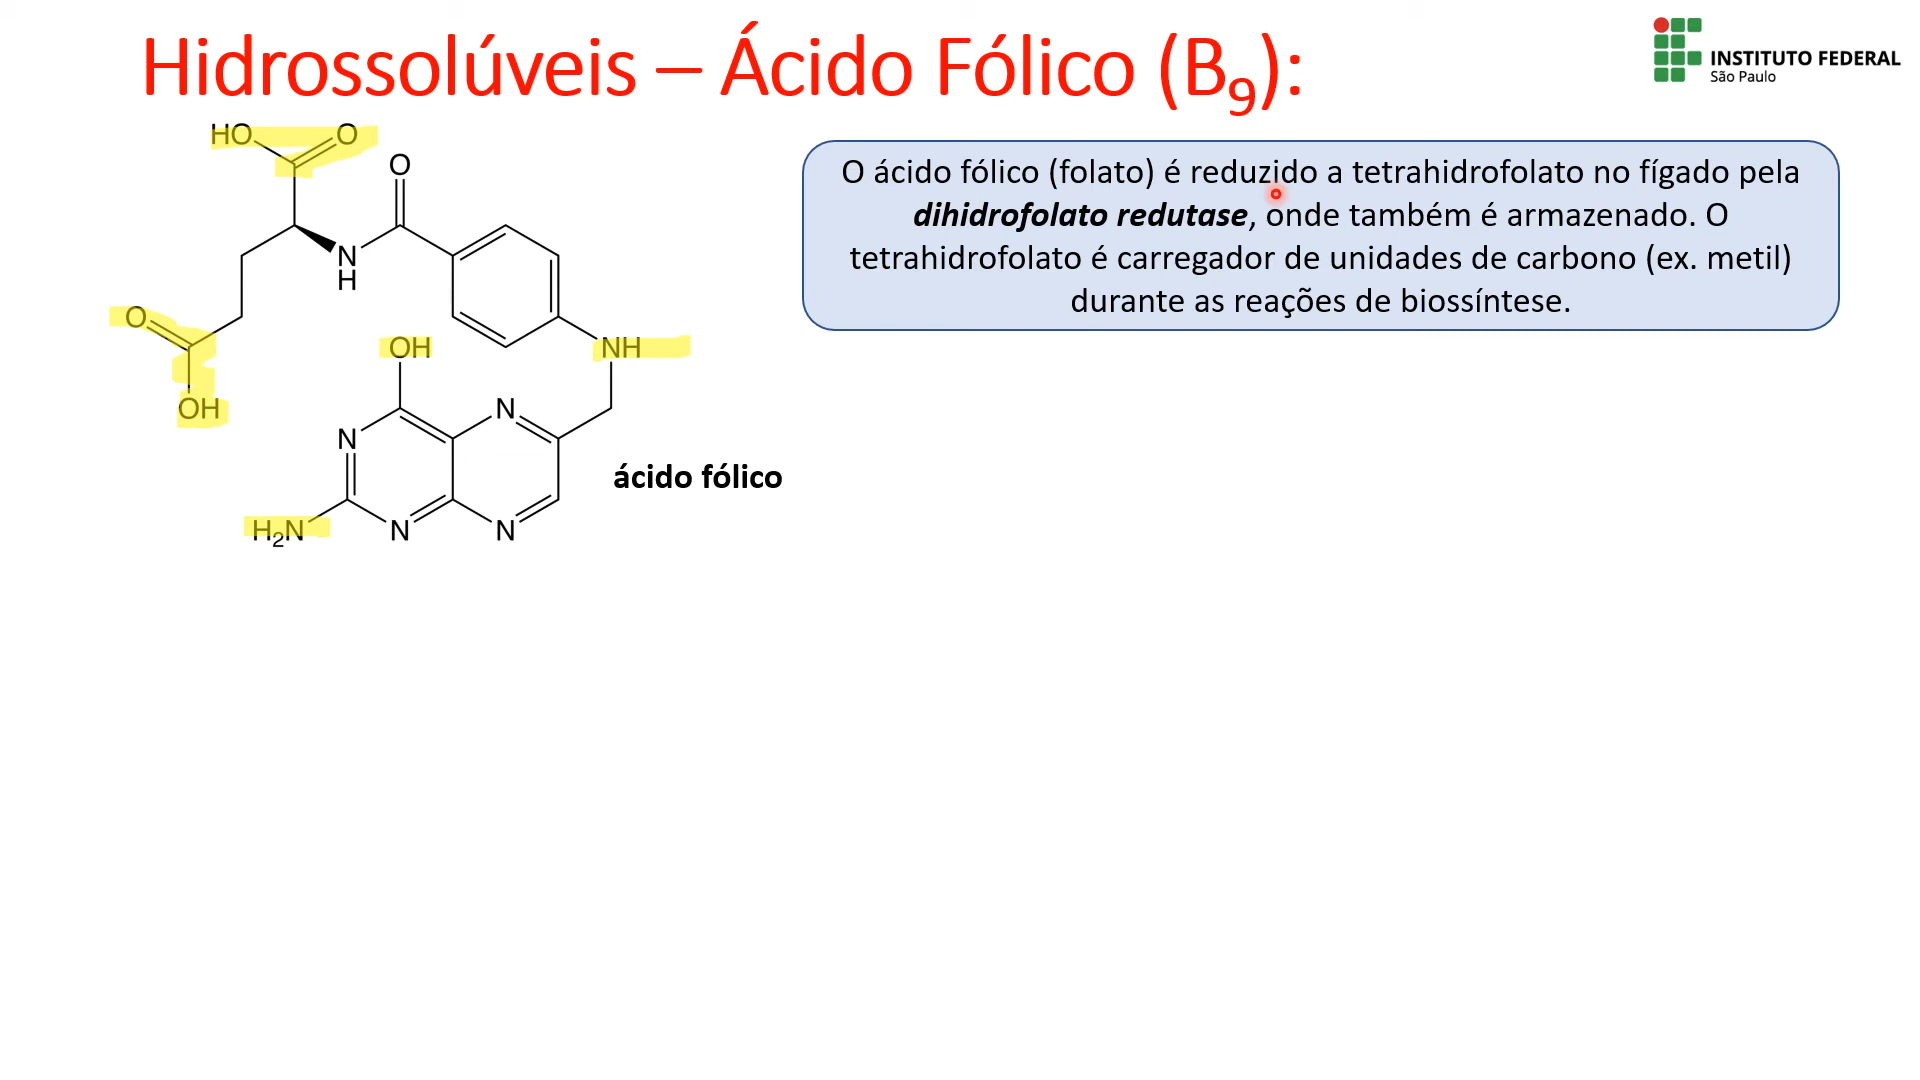 Hidrossolúveis – Ácido Fólico (B9):
INSTITUTO FEDERAL
São Paulo
HO
O
O
N
H
O
OH
OH
NH
N
N
H2N
N
N
ácido fólico
O ácido fólico (folato) é reduzido a tetrahidrofolato no fígado pela
dihidrofolato redutase, onde também é armazenado. O
tetrahidrofolato é carregador de unidades de carbono (ex. metil)
durante as reações de biossíntese.